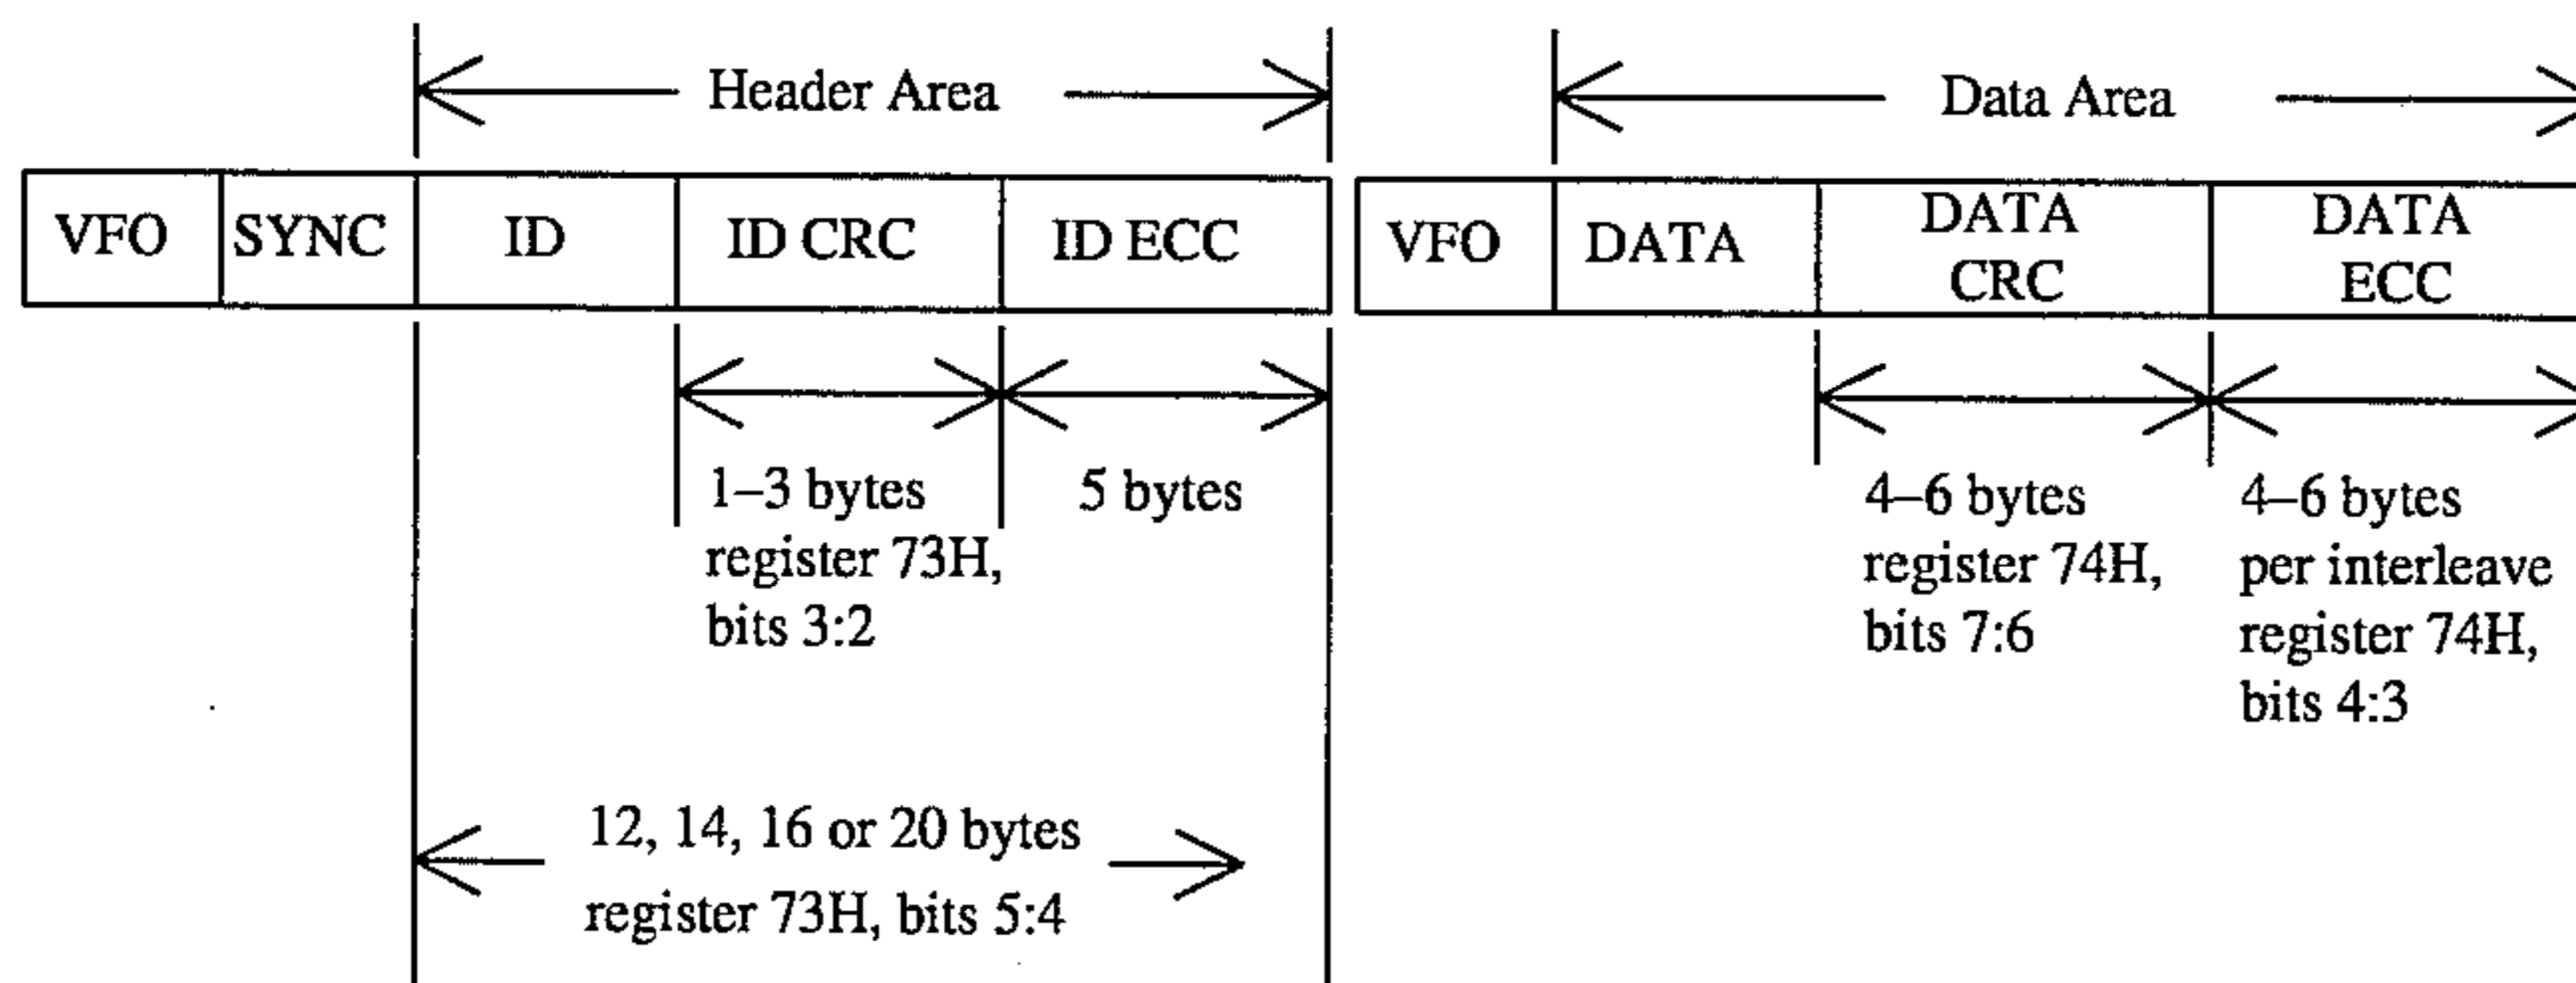 Header Area
Data Area
VFO
SYNC
ID
ID CRC
ID ECC
VFO
DATA
DATA
CRC
DATA
ECC
1–3 bytes
register 73H,
bits 3:2
5 bytes
4–6 bytes
register 74H,
bits 7:6
4–6 bytes
per interleave
register 74H,
bits 4:3
12, 14, 16 or 20 bytes
register 73H, bits 5:4